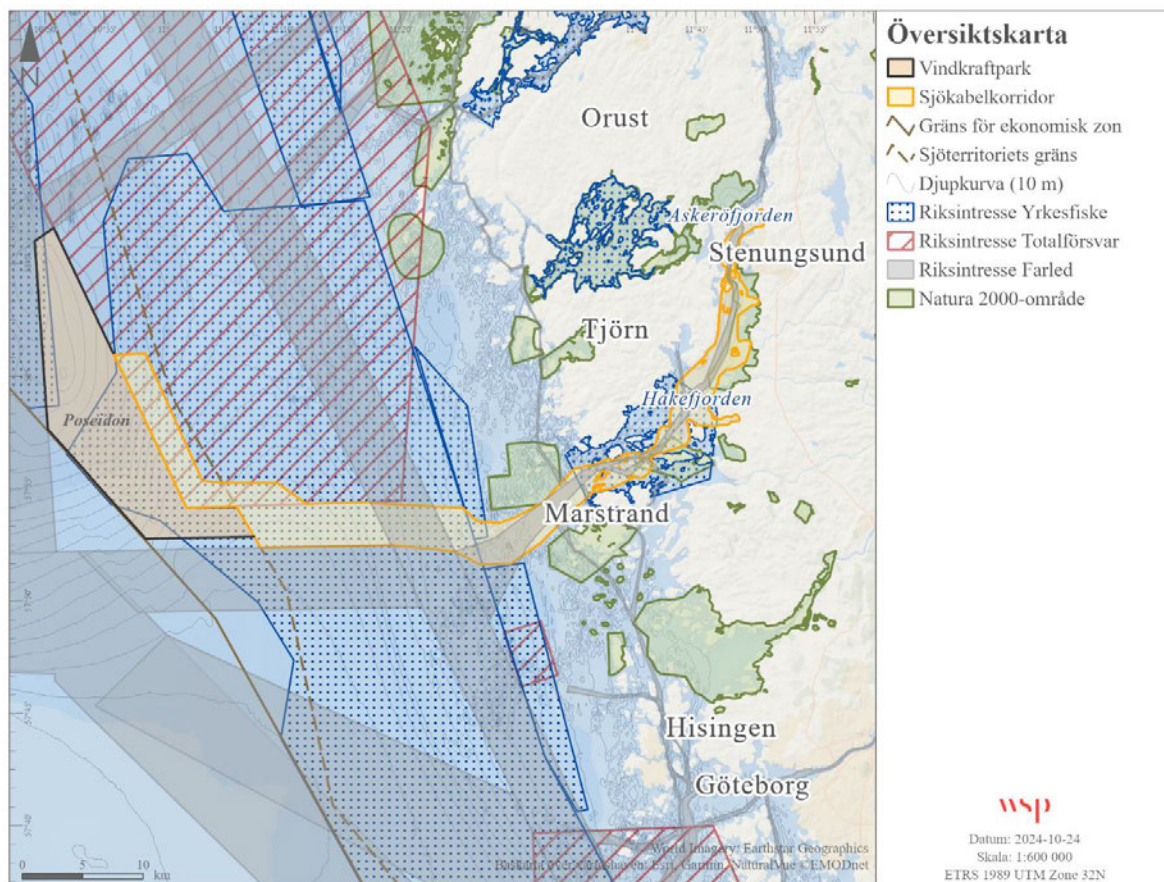 Översiktskarta
Vindkraftpark
Sjökabelkorridor
Gräns för ekonomisk zon
Sjöterritoriets gräns
Djupkurva (10 m)
Riksintresse Yrkesfiske
Riksintresse Totalförsvar
Riksintresse Farled
Natura 2000-område
N
Orust
Askeröfjorden
Stenungsund
Tjörn
Hakefjorden
Poseidon
Marstrand
Hisingen
Göteborg
World Imagery: Earthstar Geographics
Esri, Garmin, NaturalVue ©EMODnet
0 5 10
km
wsp
Datum: 2024-10-24
Skala: 1:600 000
ETRS 1989 UTM Zone 32N